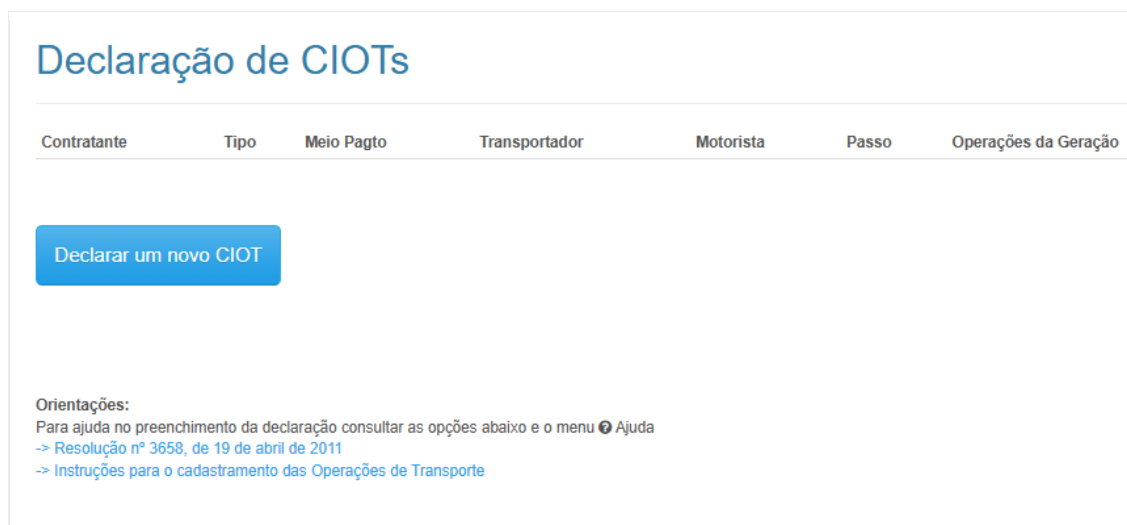 Declaração de CIOTs
Contratante Tipo Meio Pagto Transportador Motorista Passo Operações da Geração
Declarar um novo CIOT
Orientações:
Para ajuda no preenchimento da declaração consultar as opções abaixo e o menu ? Ajuda
-> Resolução nº 3658, de 19 de abril de 2011
-> Instruções para o cadastramento das Operações de Transporte